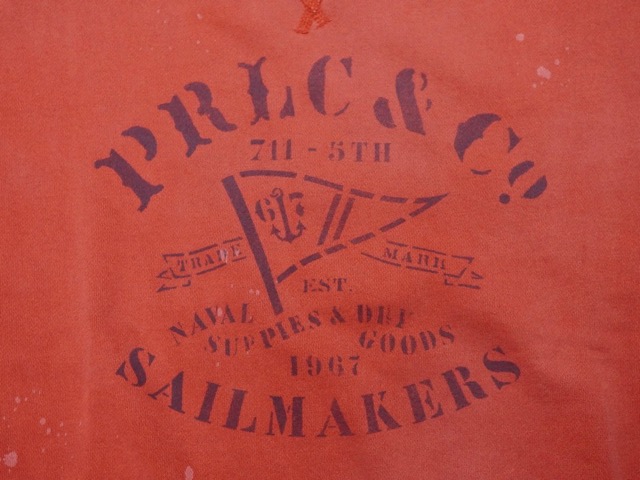 PRLC & Co.
711 - 5TH
67
TRADE MARK
EST.
NAVAL
SUPPIES & DRY
GOODS
1967
SAILMAKERS